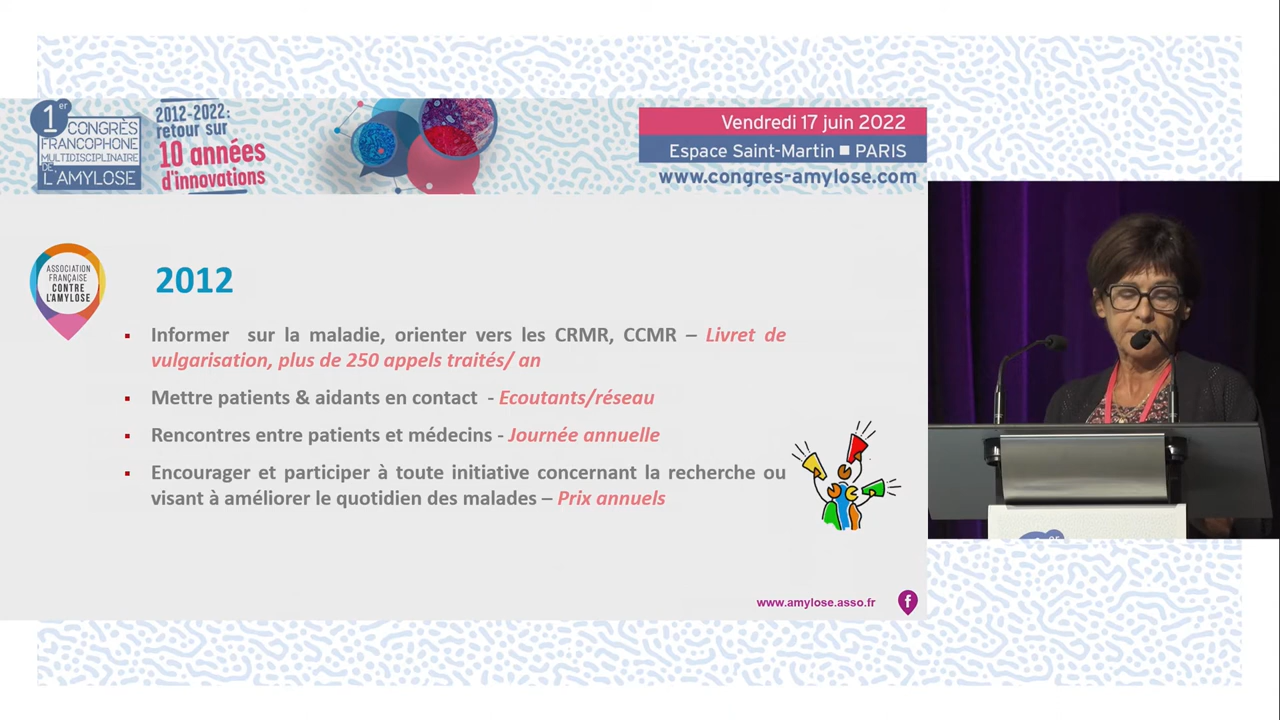 1er
CONGRÈS
FRANCOPHONE
MULTIDISCIPLINAIRE
DE
L'AMYLOSE
2012-2022:
retour sur
10 années
d'innovations
Vendredi 17 juin 2022
Espace Saint-Martin ■ PARIS
www.congres-amylose.com
ASSOCIATION
FRANÇAISE
CONTRE
L'AMYLOSE
2012
▪ Informer sur la maladie, orienter vers les CRMR, CCMR – Livret de
vulgarisation, plus de 250 appels traités/ an
▪ Mettre patients & aidants en contact - Ecoutants/réseau
▪ Rencontres entre patients et médecins - Journée annuelle
▪ Encourager et participer à toute initiative concernant la recherche ou
visant à améliorer le quotidien des malades – Prix annuels
www.amylose.asso.fr
f
er